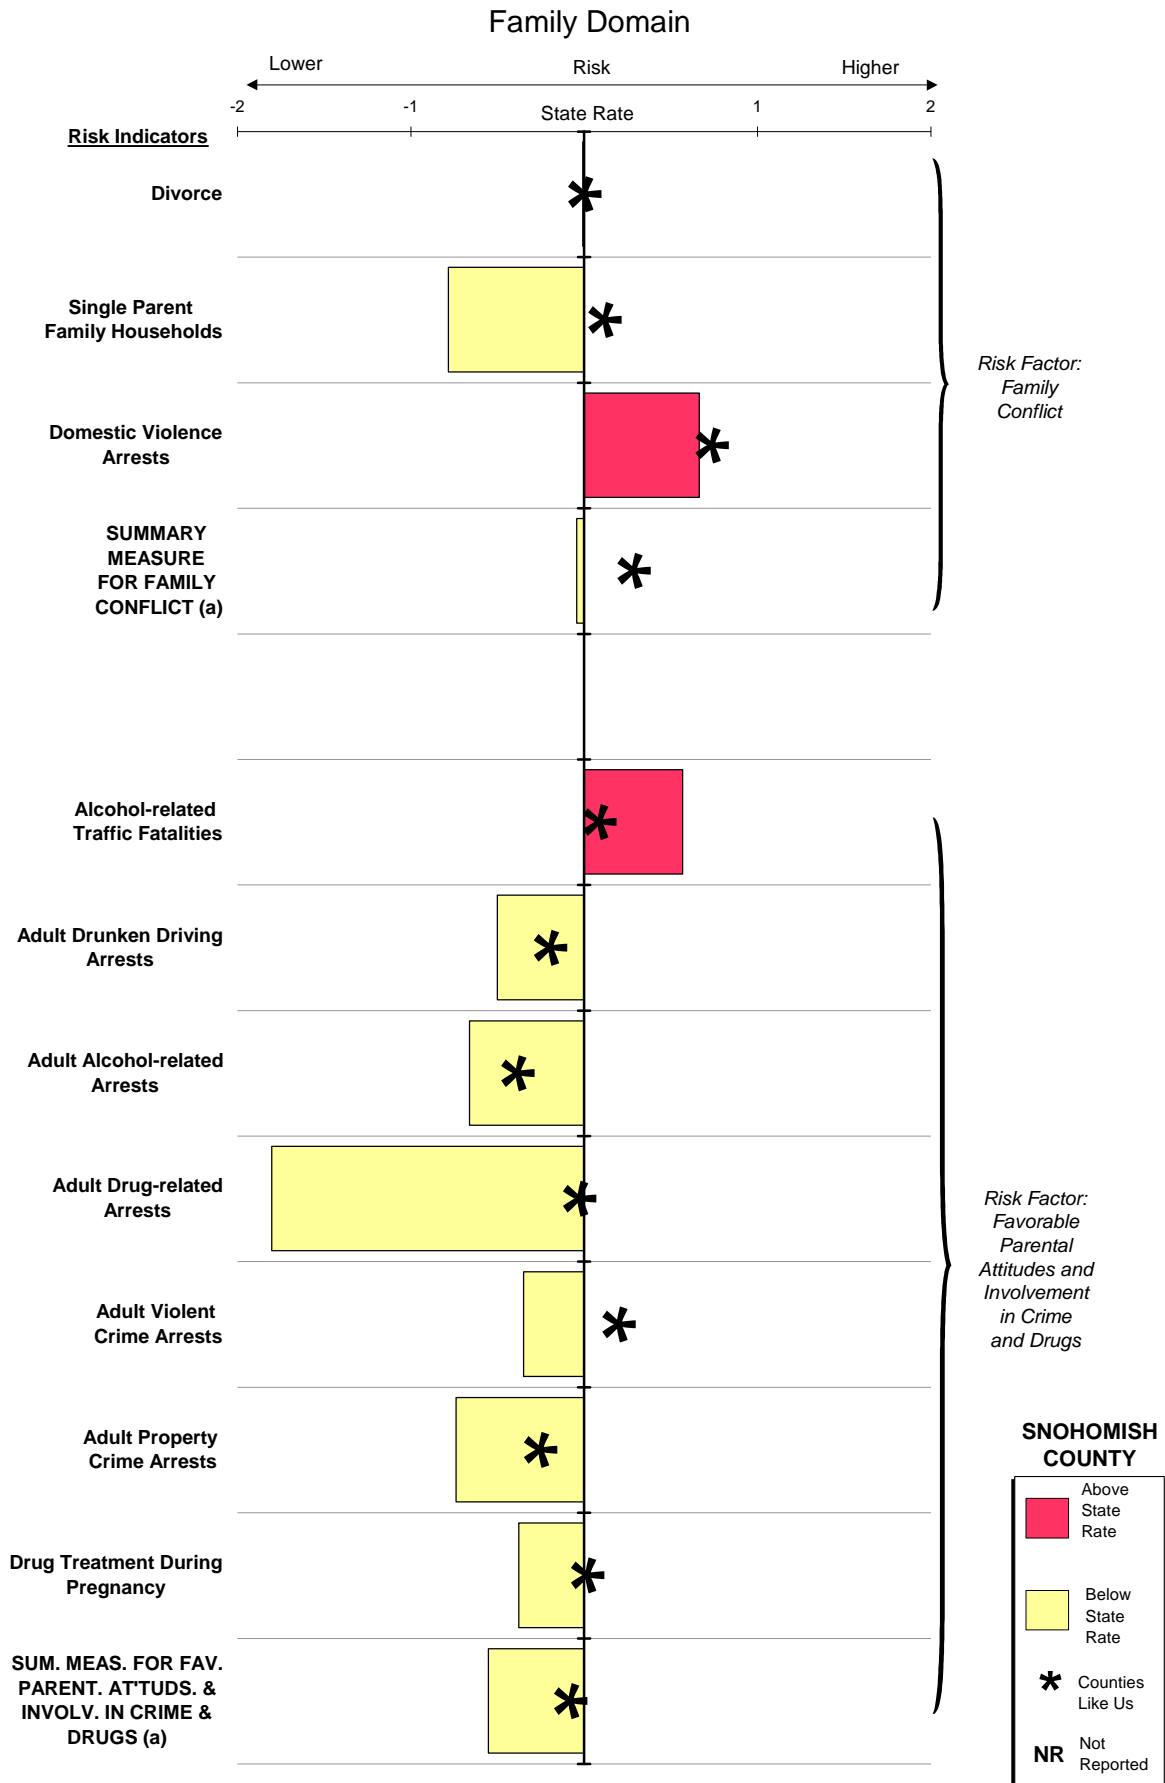 Family Domain
Lower
Risk
Higher
-2
-1
State Rate
1
2
Risk Indicators
Divorce
Single Parent
Family Households
Domestic Violence
Arrests
SUMMARY
MEASURE
FOR FAMILY
CONFLICT (a)
Risk Factor:
Family
Conflict
Alcohol-related
Traffic Fatalities
Adult Drunken Driving
Arrests
Adult Alcohol-related
Arrests
Adult Drug-related
Arrests
Adult Violent
Crime Arrests
Adult Property
Crime Arrests
Drug Treatment During
Pregnancy
SUM. MEAS. FOR FAV.
PARENT. AT'TUDS. &
INVOLV. IN CRIME &
DRUGS (a)
Risk Factor:
Favorable
Parental
Attitudes and
Involvement
in Crime
and Drugs
SNOHOMISH
COUNTY
Above
State
Rate
Below
State
Rate
* Counties
Like Us
NR Not
Reported